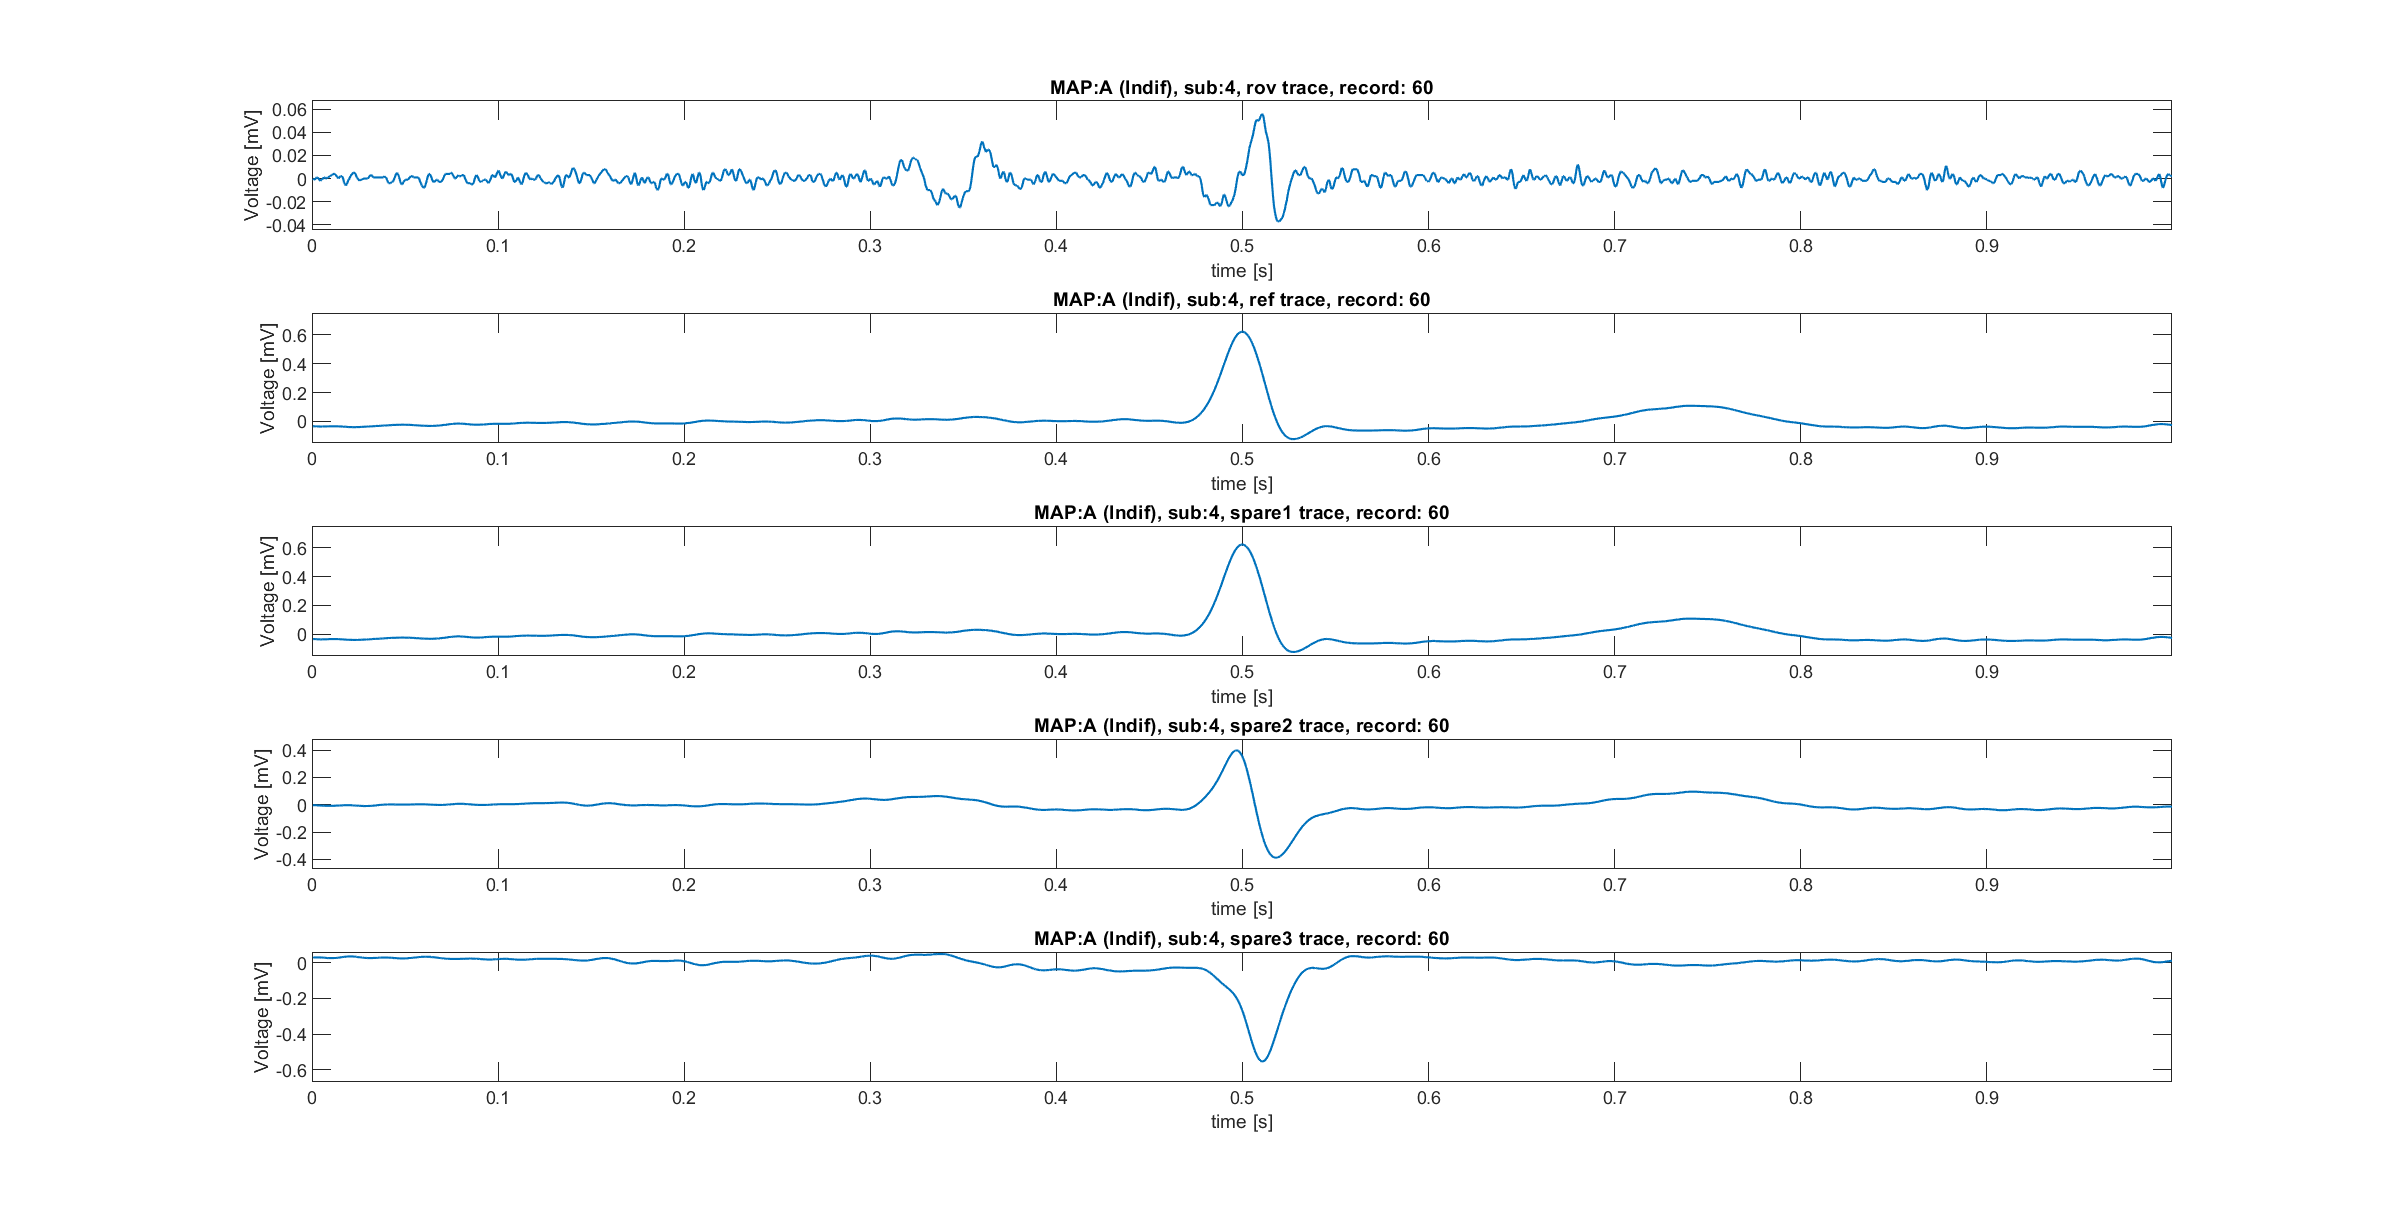 MAP:A (Indif), sub:4, rov trace, record: 60
Voltage [mV]
0.06
0.04
0.02
0
-0.02
-0.04
0 0.1 0.2 0.3 0.4 0.5 0.6 0.7 0.8 0.9
time [s]
MAP:A (Indif), sub:4, ref trace, record: 60
Voltage [mV]
0.6
0.4
0.2
0
0 0.1 0.2 0.3 0.4 0.5 0.6 0.7 0.8 0.9
time [s]
MAP:A (Indif), sub:4, spare1 trace, record: 60
Voltage [mV]
0.6
0.4
0.2
0
0 0.1 0.2 0.3 0.4 0.5 0.6 0.7 0.8 0.9
time [s]
MAP:A (Indif), sub:4, spare2 trace, record: 60
Voltage [mV]
0.4
0.2
0
-0.2
-0.4
0 0.1 0.2 0.3 0.4 0.5 0.6 0.7 0.8 0.9
time [s]
MAP:A (Indif), sub:4, spare3 trace, record: 60
Voltage [mV]
0
-0.2
-0.4
-0.6
0 0.1 0.2 0.3 0.4 0.5 0.6 0.7 0.8 0.9
time [s]